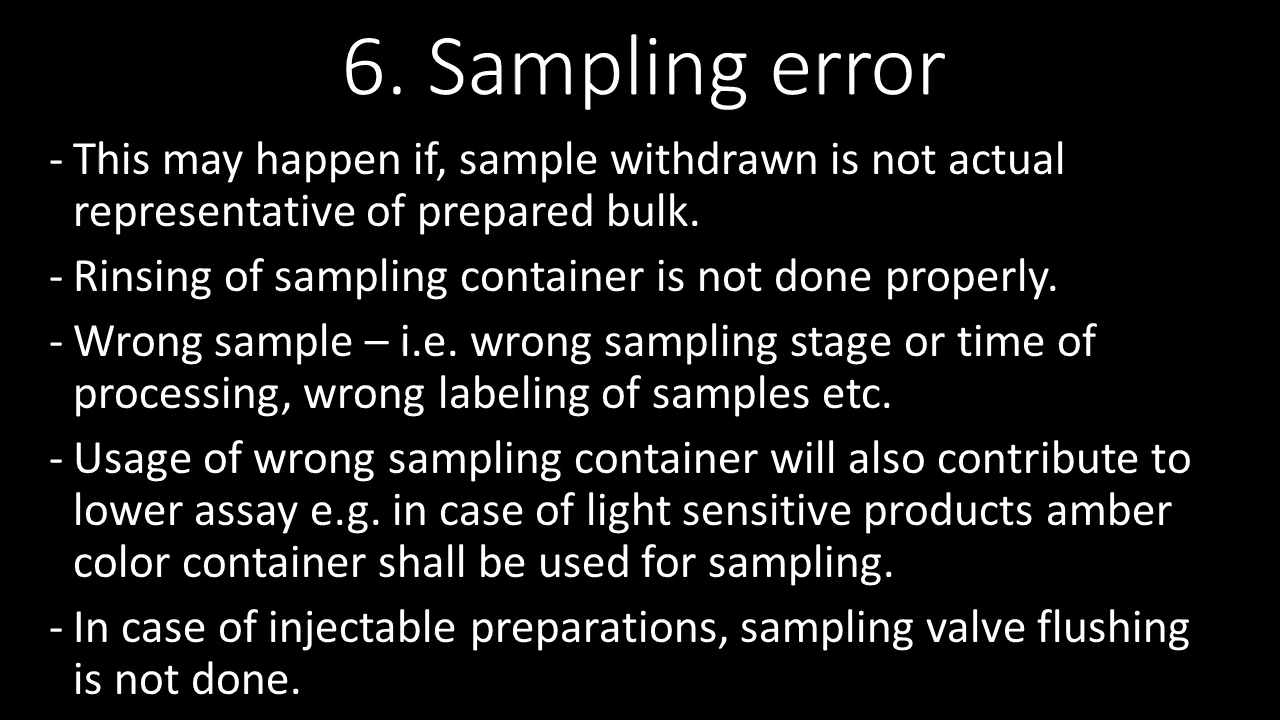 6. Sampling error
- This may happen if, sample withdrawn is not actual
representative of prepared bulk.
- Rinsing of sampling container is not done properly.
- Wrong sample – i.e. wrong sampling stage or time of
processing, wrong labeling of samples etc.
- Usage of wrong sampling container will also contribute to
lower assay e.g. in case of light sensitive products amber
color container shall be used for sampling.
- In case of injectable preparations, sampling valve flushing
is not done.